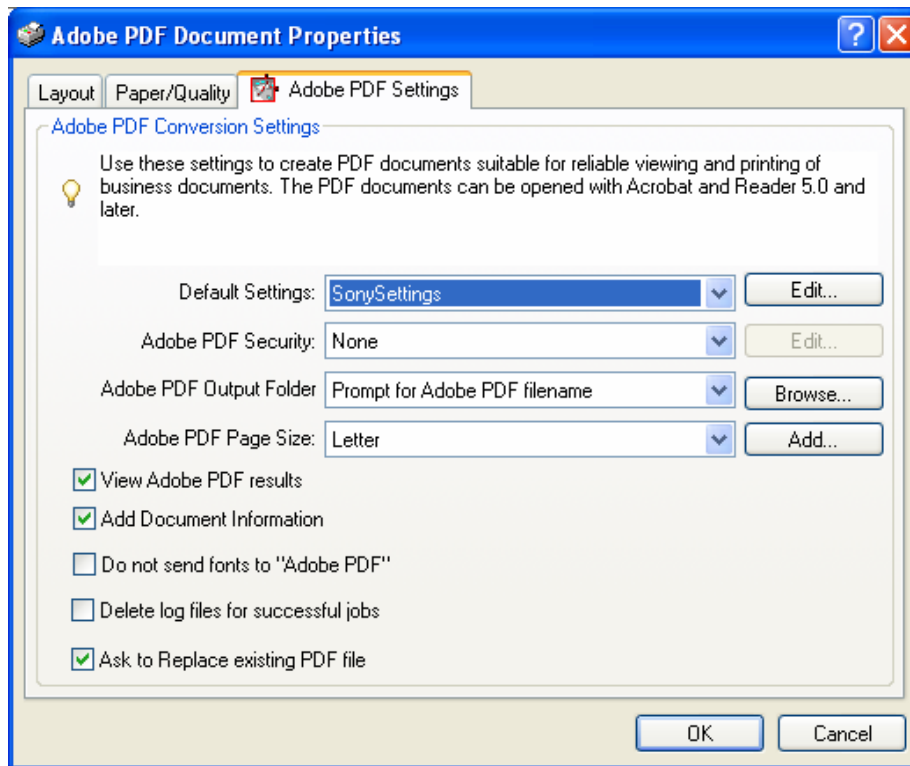 Adobe PDF Document Properties
Layout
Paper/Quality
Adobe PDF Settings
Adobe PDF Conversion Settings
Use these settings to create PDF documents suitable for reliable viewing and printing of
business documents. The PDF documents can be opened with Acrobat and Reader 5.0 and
later.
Default Settings: SonySettings Edit...
Adobe PDF Security: None Edit...
Adobe PDF Output Folder Prompt for Adobe PDF filename Browse...
Adobe PDF Page Size: Letter Add...
View Adobe PDF results
Add Document Information
Do not send fonts to "Adobe PDF"
Delete log files for successful jobs
Ask to Replace existing PDF file
OK Cancel